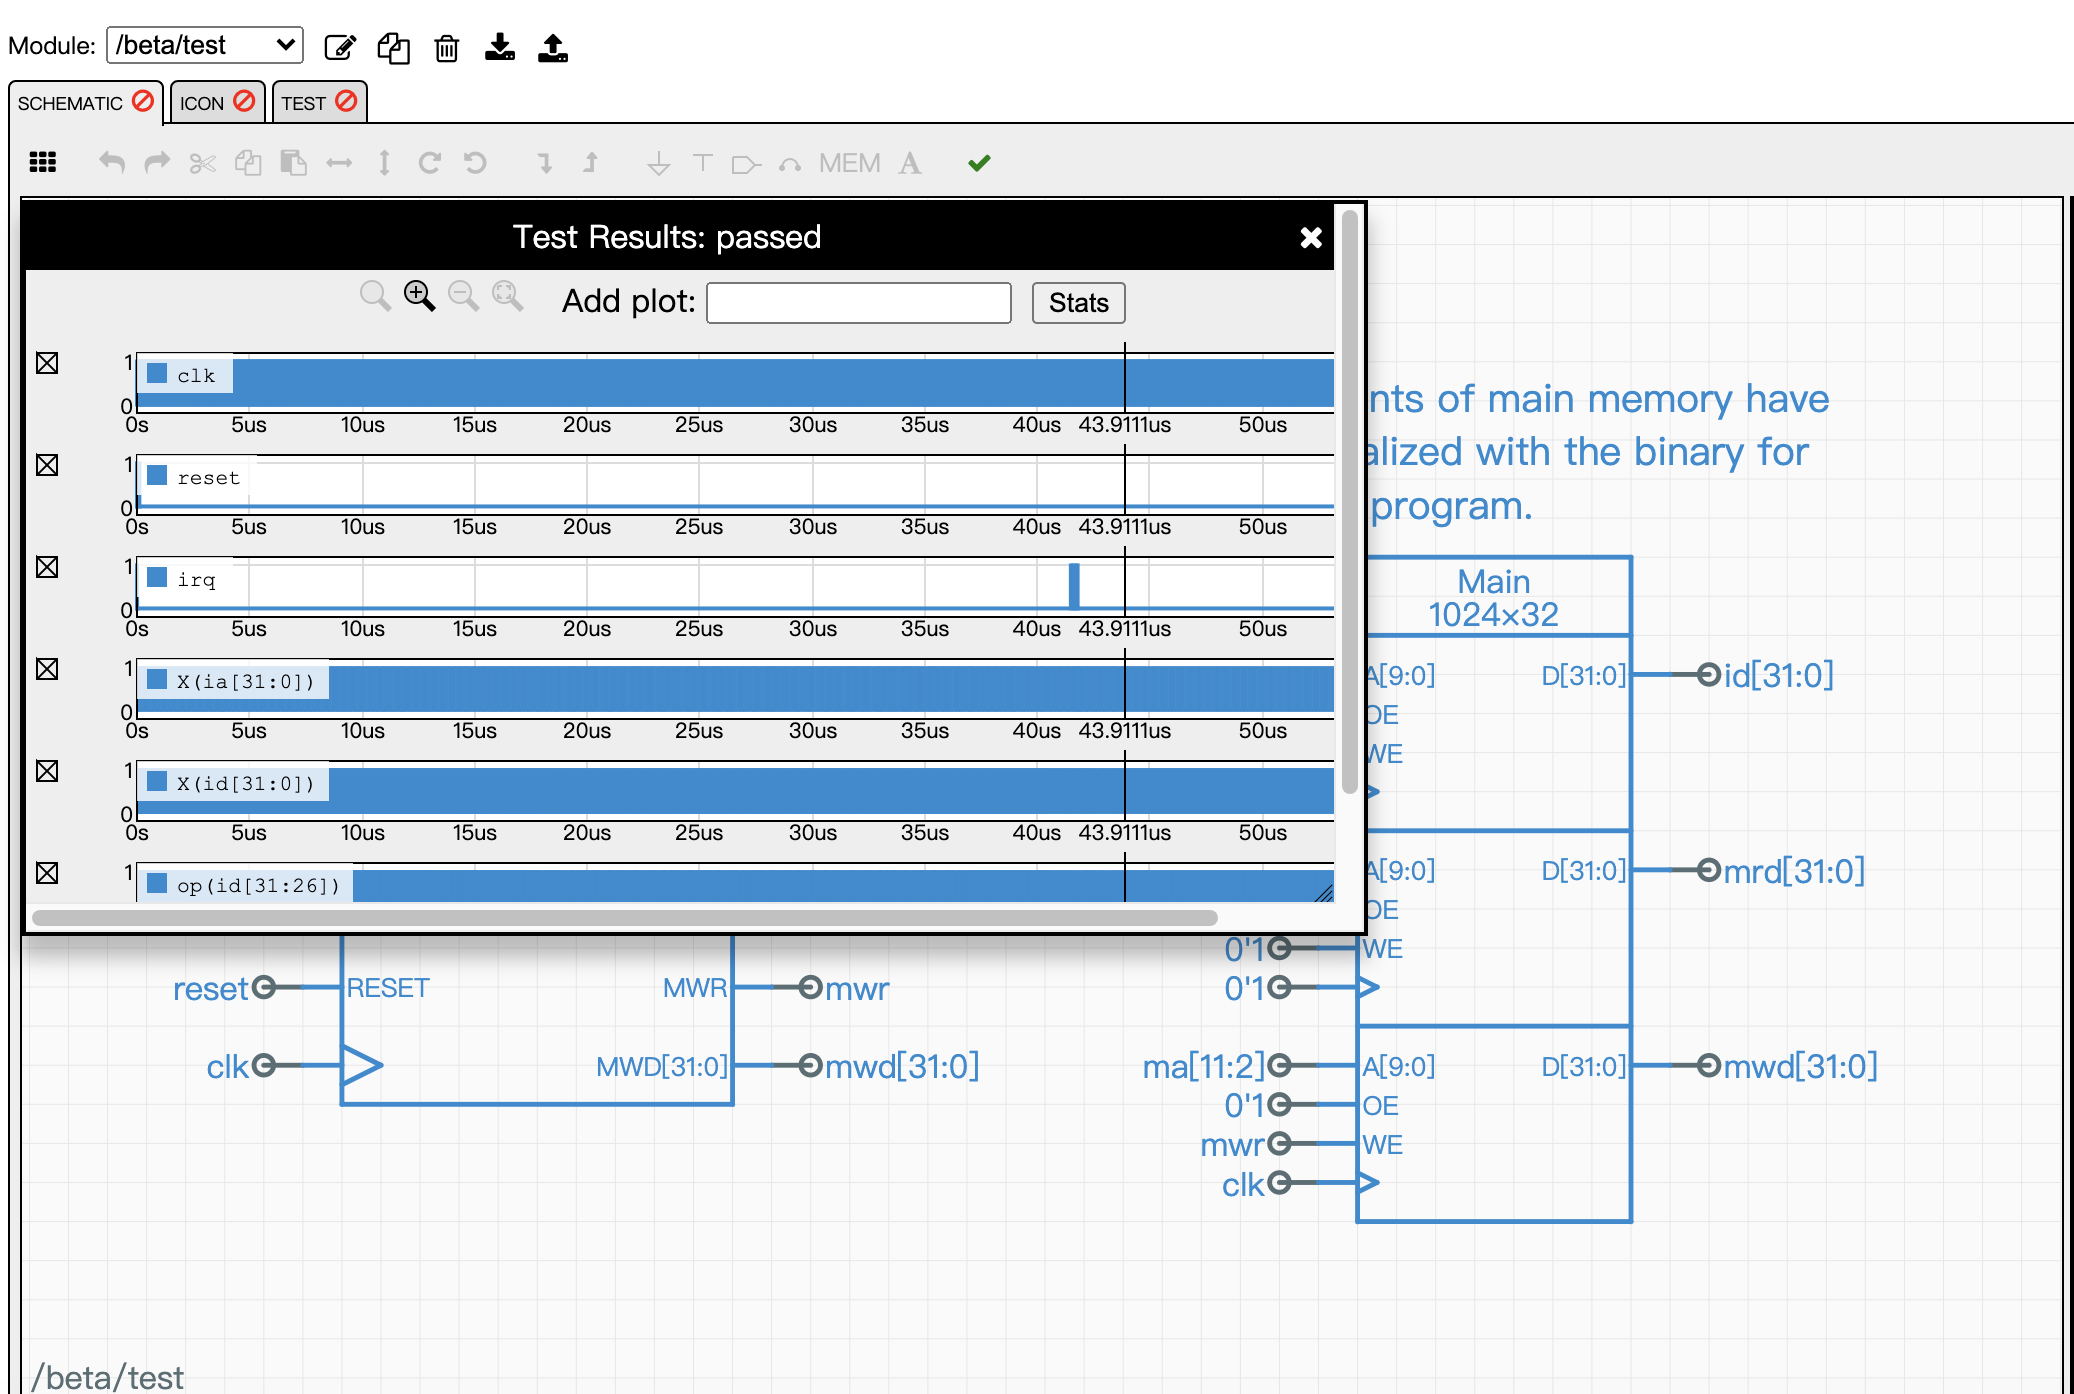 Module: /beta/test
SCHEMATIC ICON TEST
MEM A
Test Results: passed
Add plot: Stats
1 clk
0
0s 5us 10us 15us 20us 25us 30us 35us 40us 43.9111us 50us
1 reset
0
0s 5us 10us 15us 20us 25us 30us 35us 40us 43.9111us 50us
1 irq
0
0s 5us 10us 15us 20us 25us 30us 35us 40us 43.9111us 50us
1 X(ia[31:0])
0
0s 5us 10us 15us 20us 25us 30us 35us 40us 43.9111us 50us
1 X(id[31:0])
0
0s 5us 10us 15us 20us 25us 30us 35us 40us 43.9111us 50us
1 op(id[31:26])
of main memory have
with the binary for
program.
Main
1024×32
A[9:0] D[31:0] id[31:0]
OE
WE
A[9:0] D[31:0] mrd[31:0]
OE
0'1 WE
0'1
ma[11:2] A[9:0] D[31:0] mwd[31:0]
0'1 OE
mwr WE
clk
reset RESET MWR mwr
clk MWD[31:0] mwd[31:0]
/beta/test